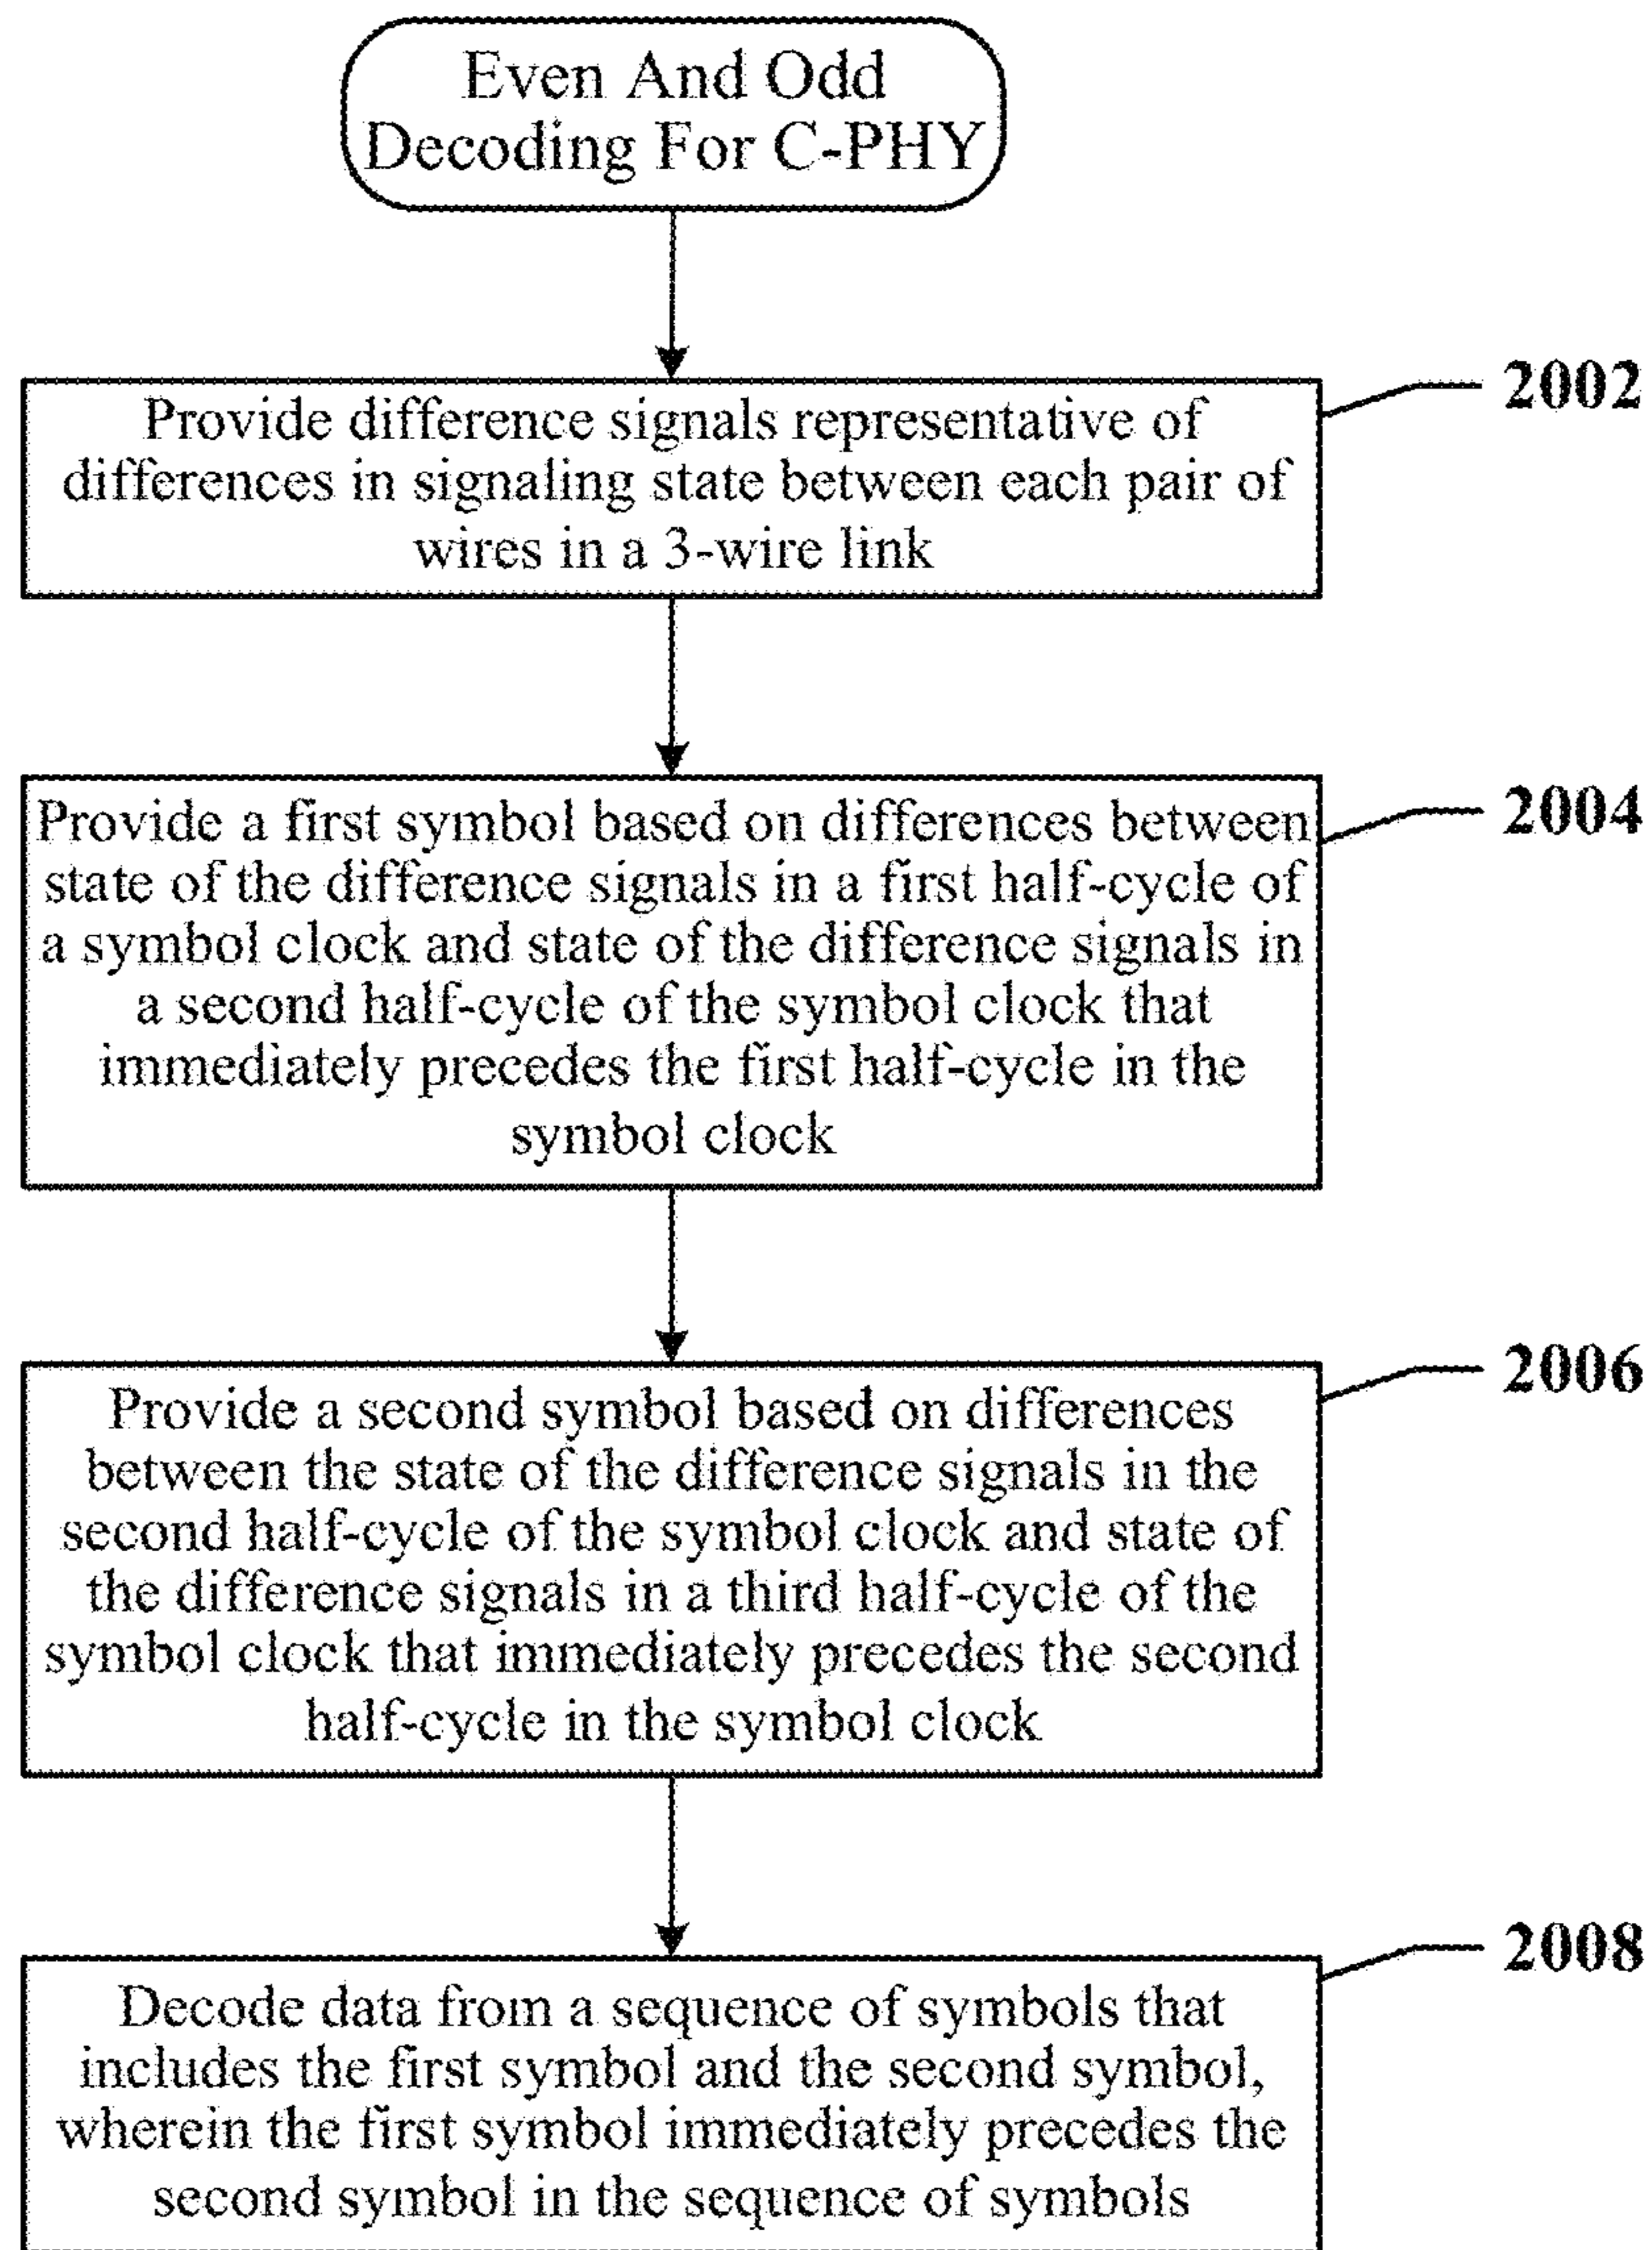 Even And Odd
Decoding For C-PHY
2002
Provide difference signals representative of
differences in signaling state between each pair of
wires in a 3-wire link
2004
Provide a first symbol based on differences between
state of the difference signals in a first half-cycle of
a symbol clock and state of the difference signals in
a second half-cycle of the symbol clock that
immediately precedes the first half-cycle in the
symbol clock
2006
Provide a second symbol based on differences
between the state of the difference signals in the
second half-cycle of the symbol clock and state of
the difference signals in a third half-cycle of the
symbol clock that immediately precedes the second
half-cycle in the symbol clock
2008
Decode data from a sequence of symbols that
includes the first symbol and the second symbol,
wherein the first symbol immediately precedes the
second symbol in the sequence of symbols